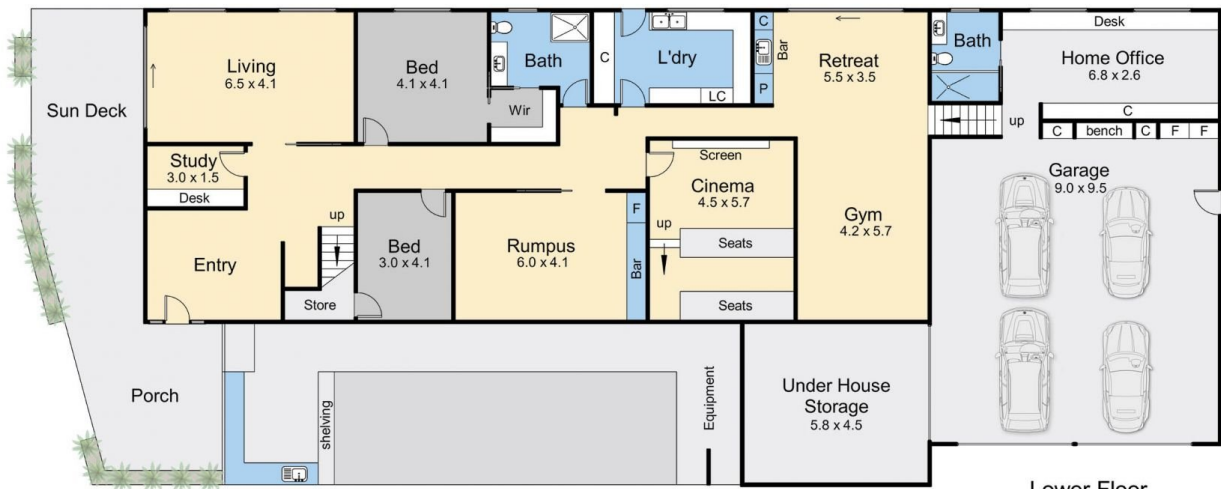 Sun Deck
Living
6.5 x 4.1
Bed
4.1 x 4.1
Bath
Wir
C
L'dry
LC
C
P
Bar
Retreat
5.5 x 3.5
Bath
Desk
Home Office
6.8 x 2.6
C
up
C
bench
C
F
F
Study
3.0 x 1.5
Desk
Screen
Cinema
4.5 x 5.7
Garage
9.0 x 9.5
up
Bed
3.0 x 4.1
Rumpus
6.0 x 4.1
F
Bar
up
Seats
Seats
Gym
4.2 x 5.7
Entry
Store
Porch
shelving
Equipment
Under House
Storage
5.8 x 4.5
Lower Floor